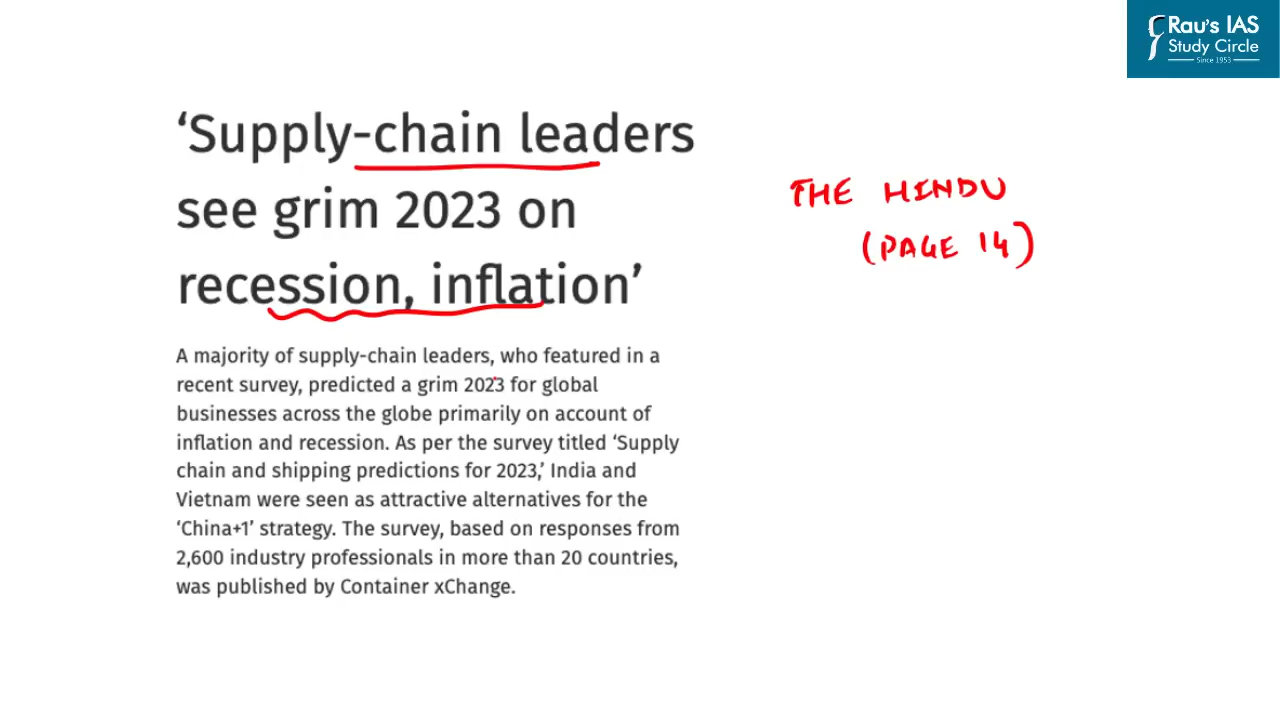 Rau's IAS
Study Circle
Since 1953
‘Supply-chain leaders
see grim 2023 on
recession, inflation’
THE HINDU
(PAGE 14)
A majority of supply-chain leaders, who featured in a
recent survey, predicted a grim 2023 for global
businesses across the globe primarily on account of
inflation and recession. As per the survey titled ‘Supply
chain and shipping predictions for 2023,’ India and
Vietnam were seen as attractive alternatives for the
‘China+1’ strategy. The survey, based on responses from
2,600 industry professionals in more than 20 countries,
was published by Container xChange.